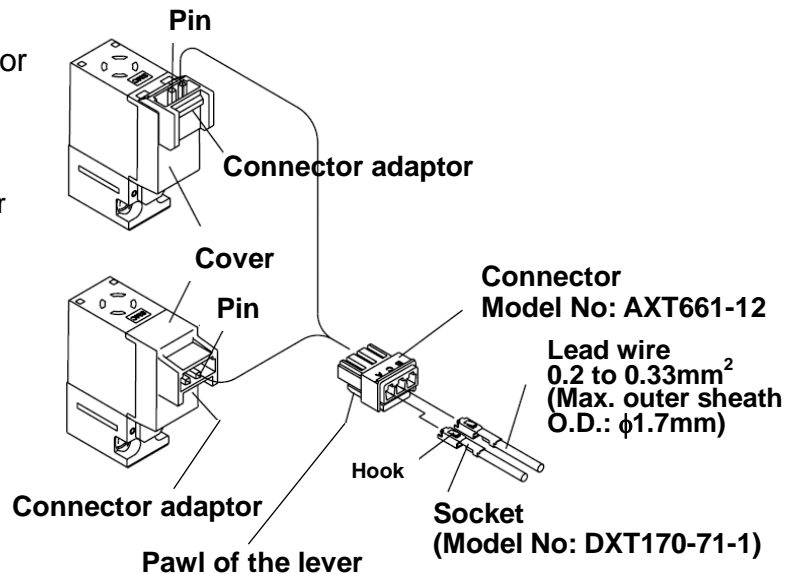 Pin
or
Connector adaptor
r
Cover
Pin
Connector
Model No: AXT661-12
Lead wire
0.2 to 0.33mm²
(Max. outer sheath
O.D.: ϕ1.7mm)
Hook
Connector adaptor
Socket
(Model No: DXT170-71-1)
Pawl of the lever